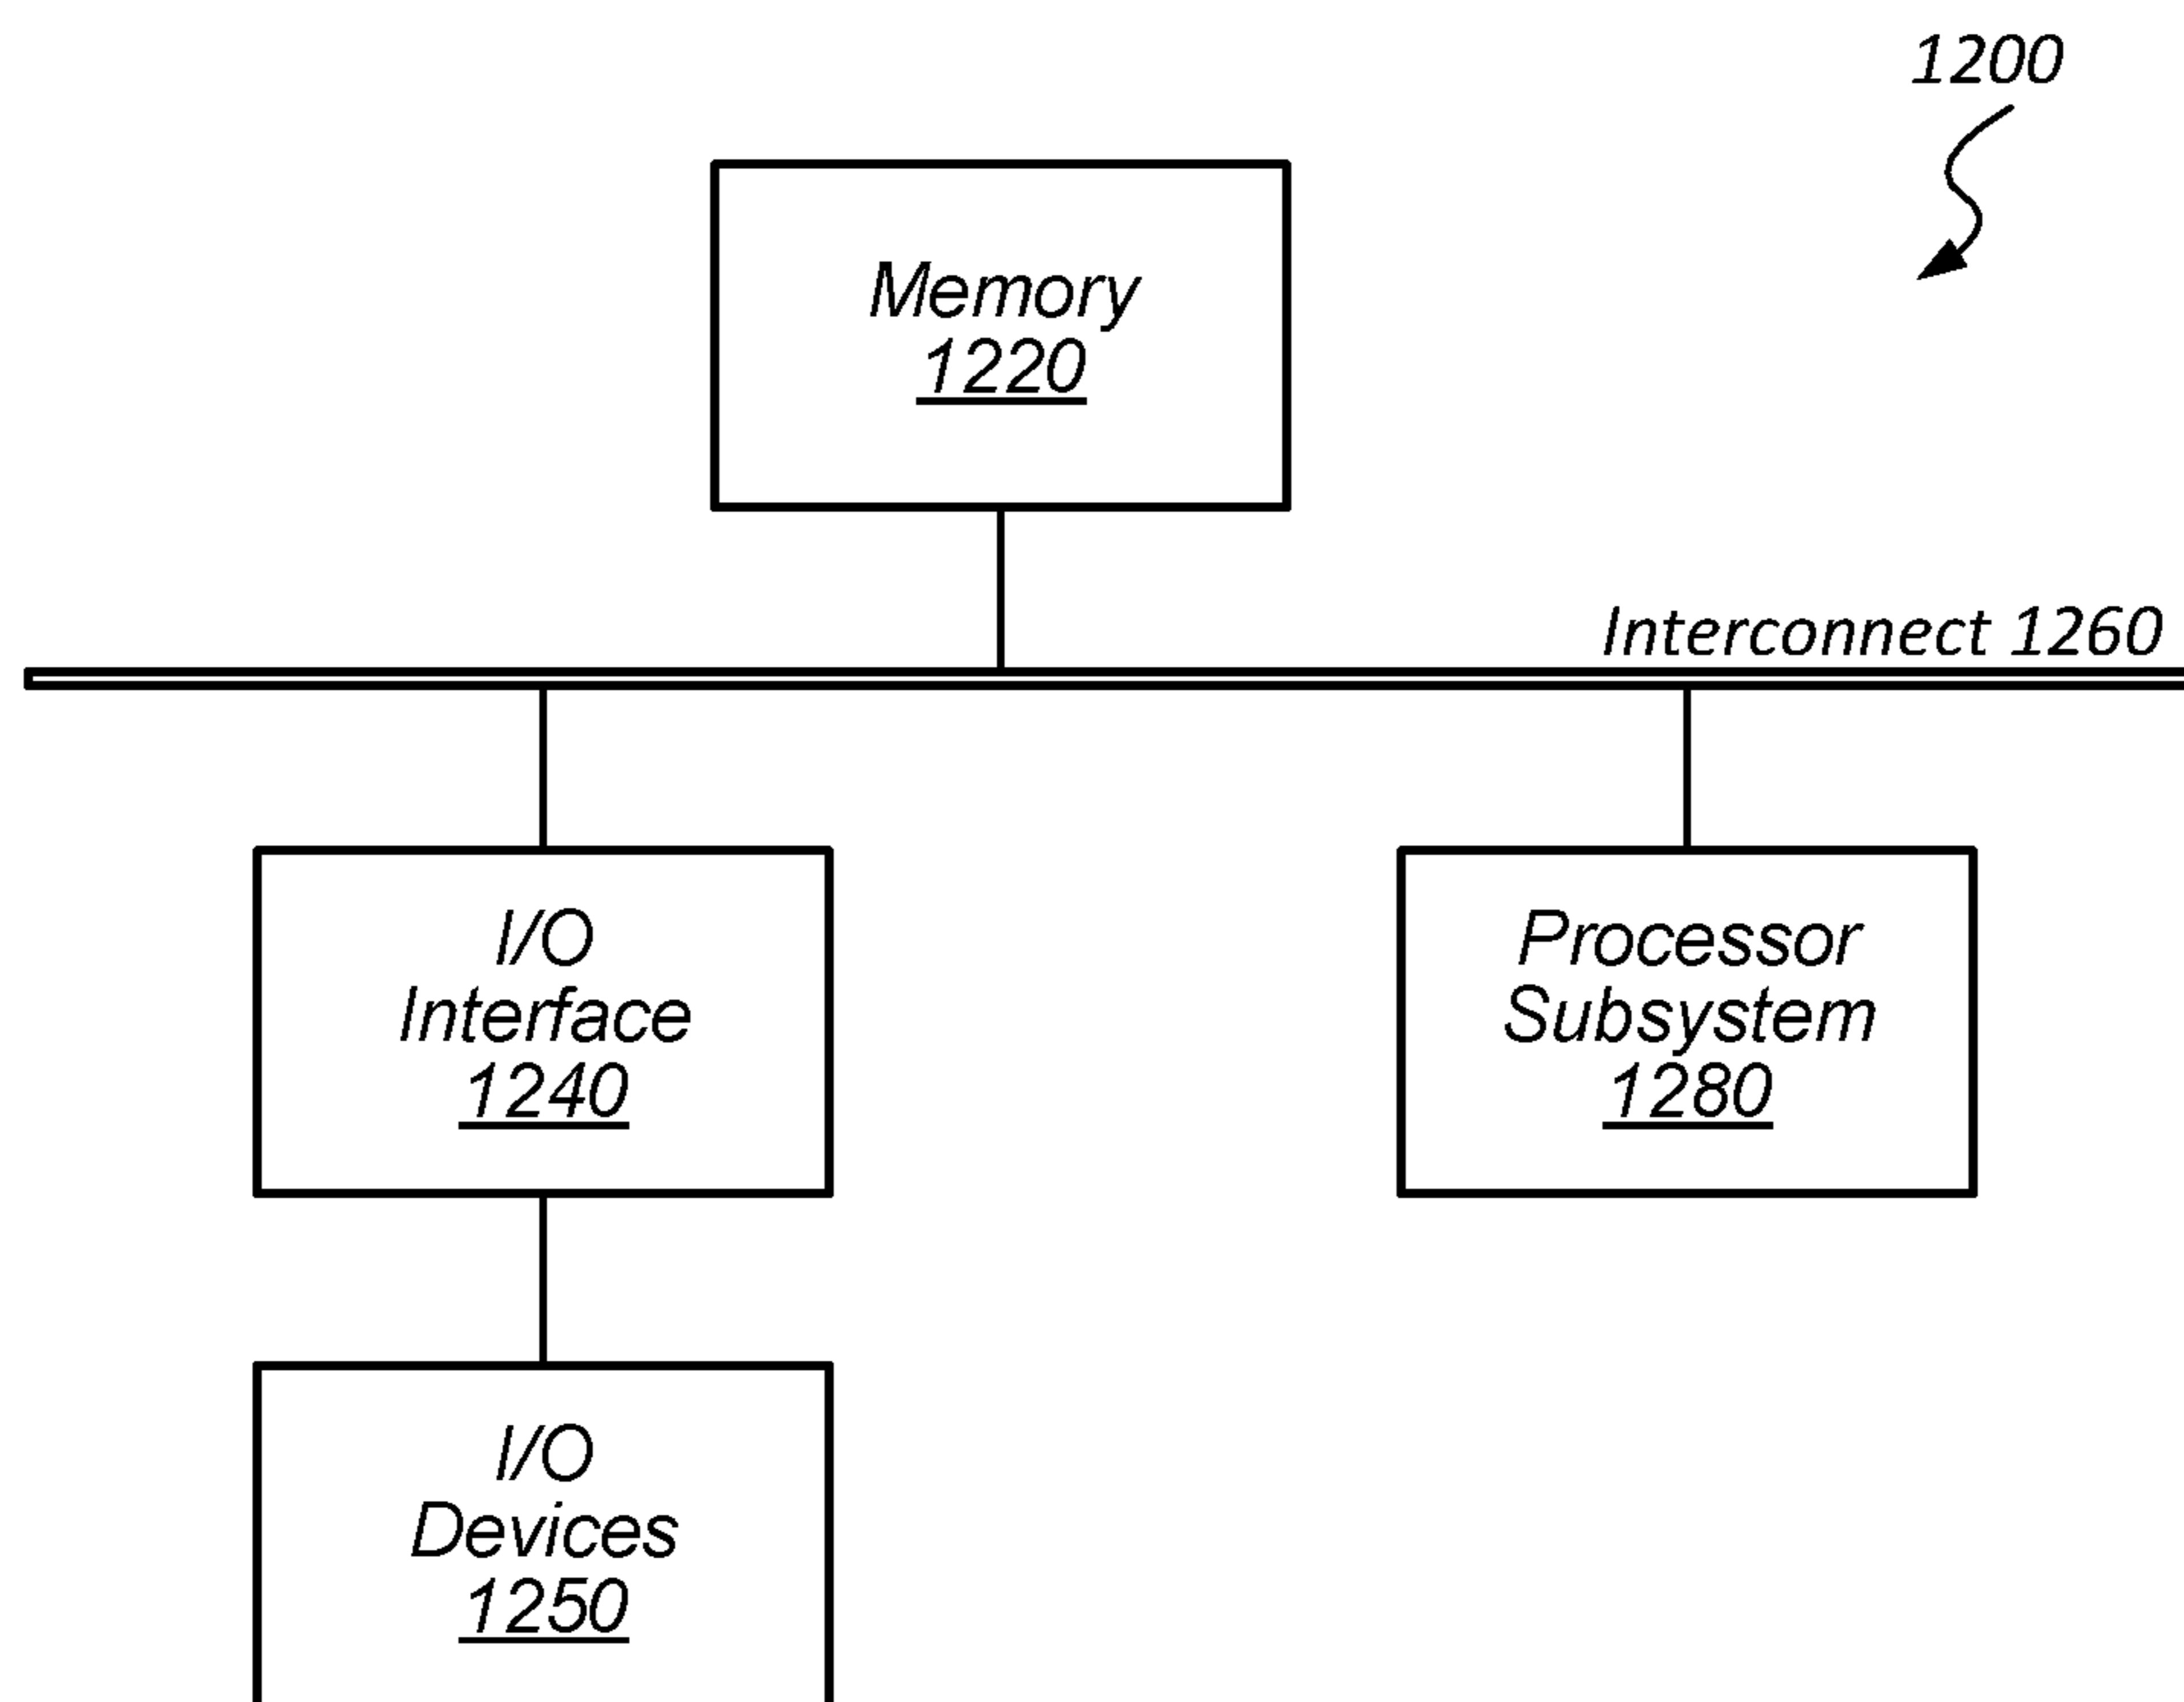 1200
Memory
1220
Interconnect 1260
I/O
Interface
1240
Processor
Subsystem
1280
I/O
Devices
1250